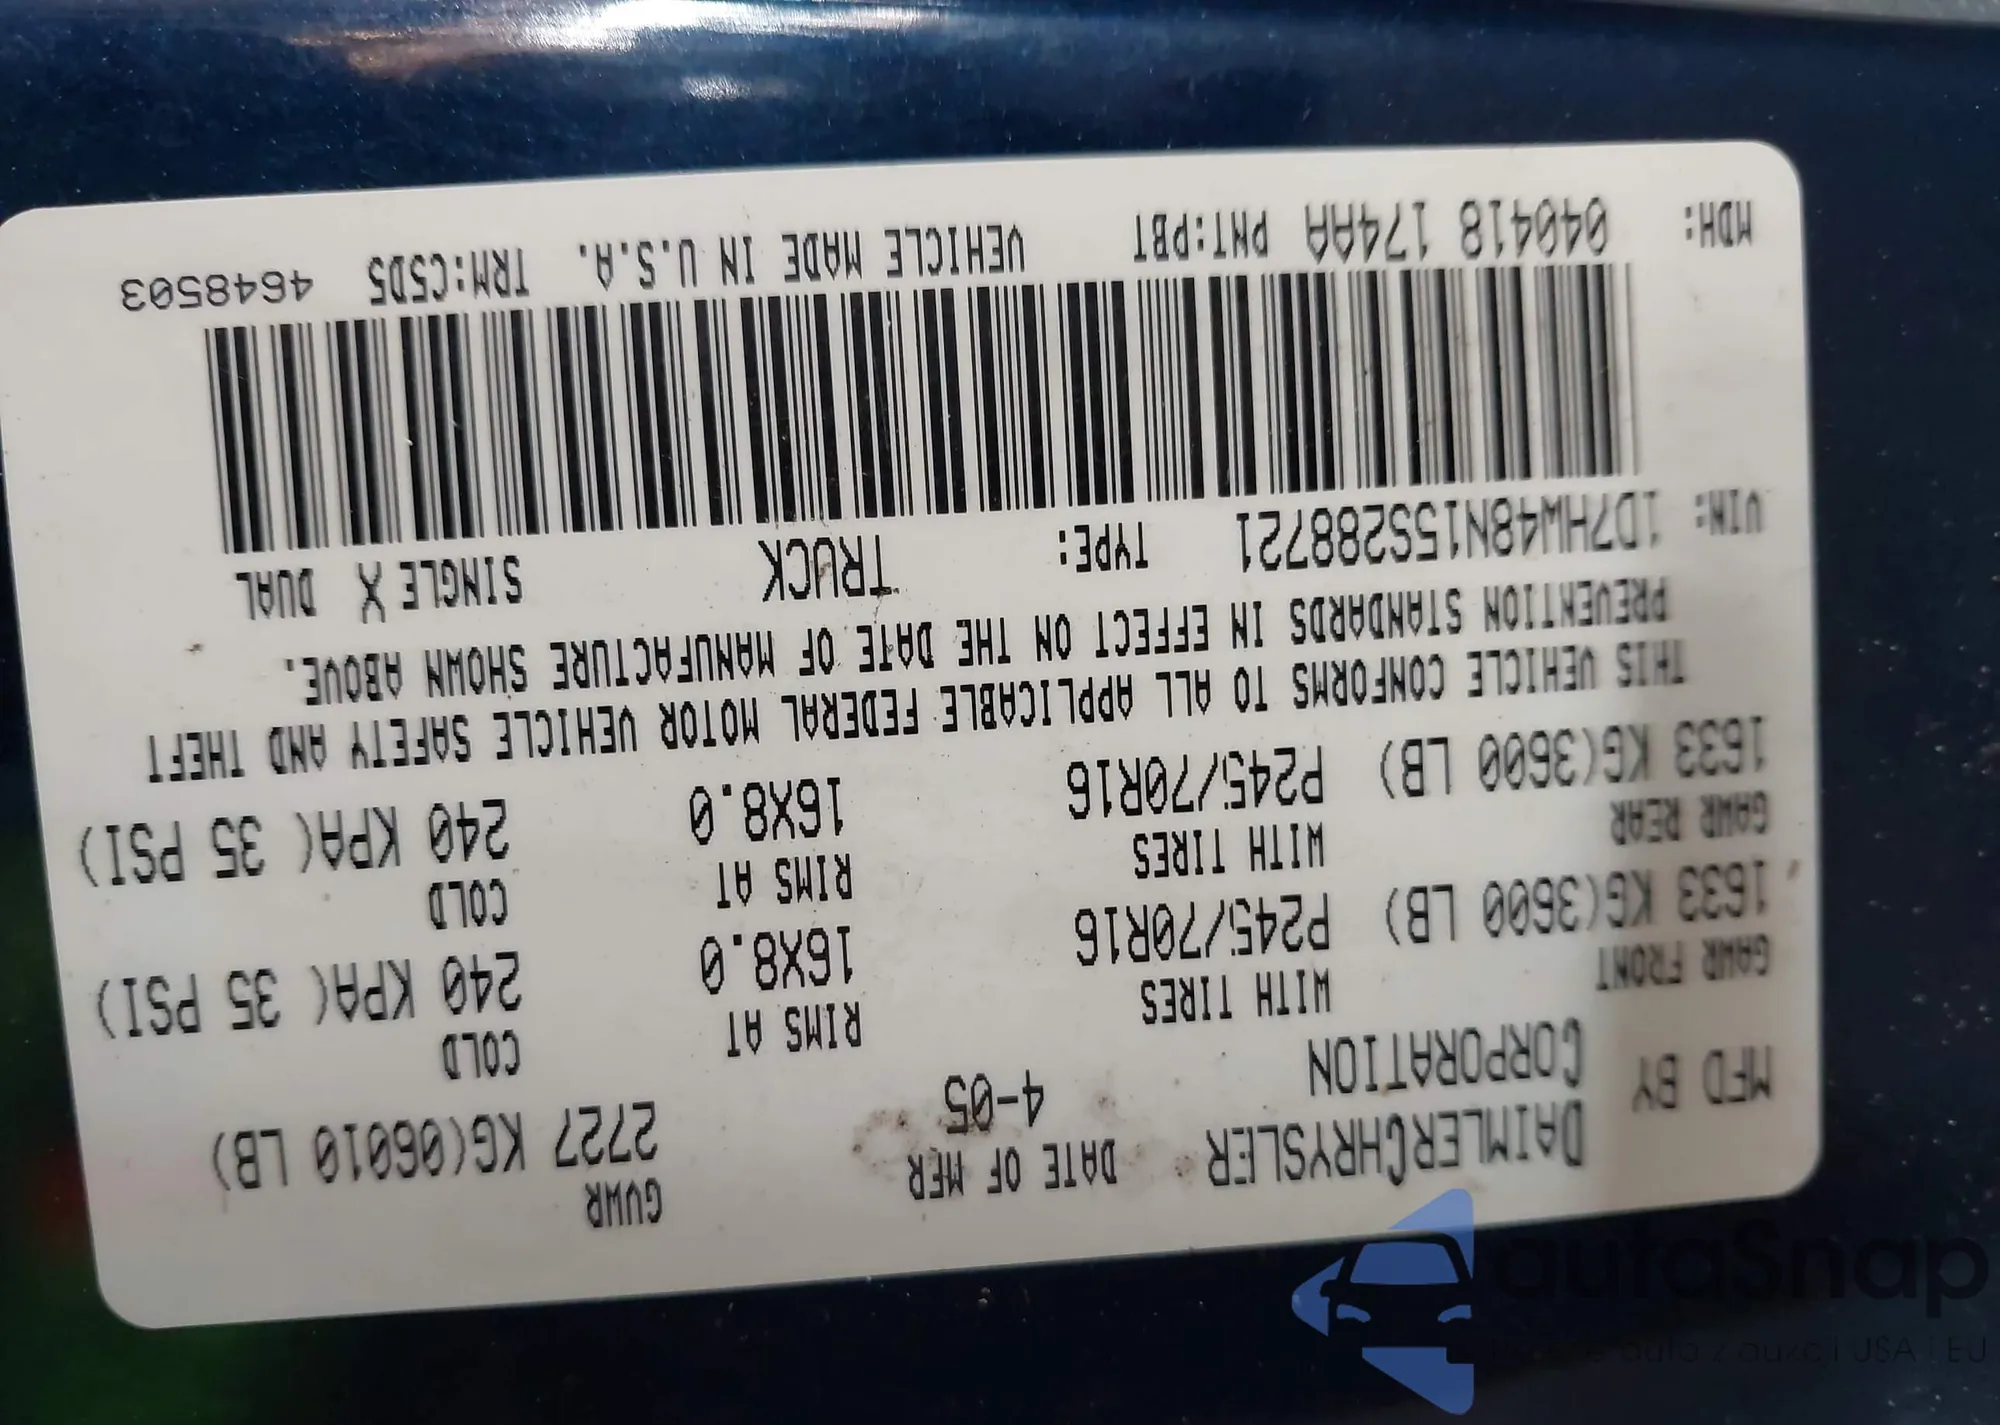 MFD BY DAIMLERCHRYSLER CORPORATION
DATE OF MFR 4-05
GVWR 2727 KG(06010 LB)
GAWR FRONT WITH TIRES RIMS AT COLD
1633 KG(3600 LB) P245/70R16 16X8.0 240 KPA( 35 PSI)
GAWR REAR WITH TIRES RIMS AT COLD
1633 KG(3600 LB) P245/70R16 16X8.0 240 KPA( 35 PSI)
THIS VEHICLE CONFORMS TO ALL APPLICABLE FEDERAL MOTOR VEHICLE SAFETY AND THEFT
PREVENTION STANDARDS IN EFFECT ON THE DATE OF MANUFACTURE SHOWN ABOVE.
VIN: 1D7HW48N15S288721 TYPE: TRUCK SINGLE X DUAL
MDH: 040418 174AA PNT:PBT VEHICLE MADE IN U.S.A. TRM:C5D5 4648503
autoSnap
USA | EU